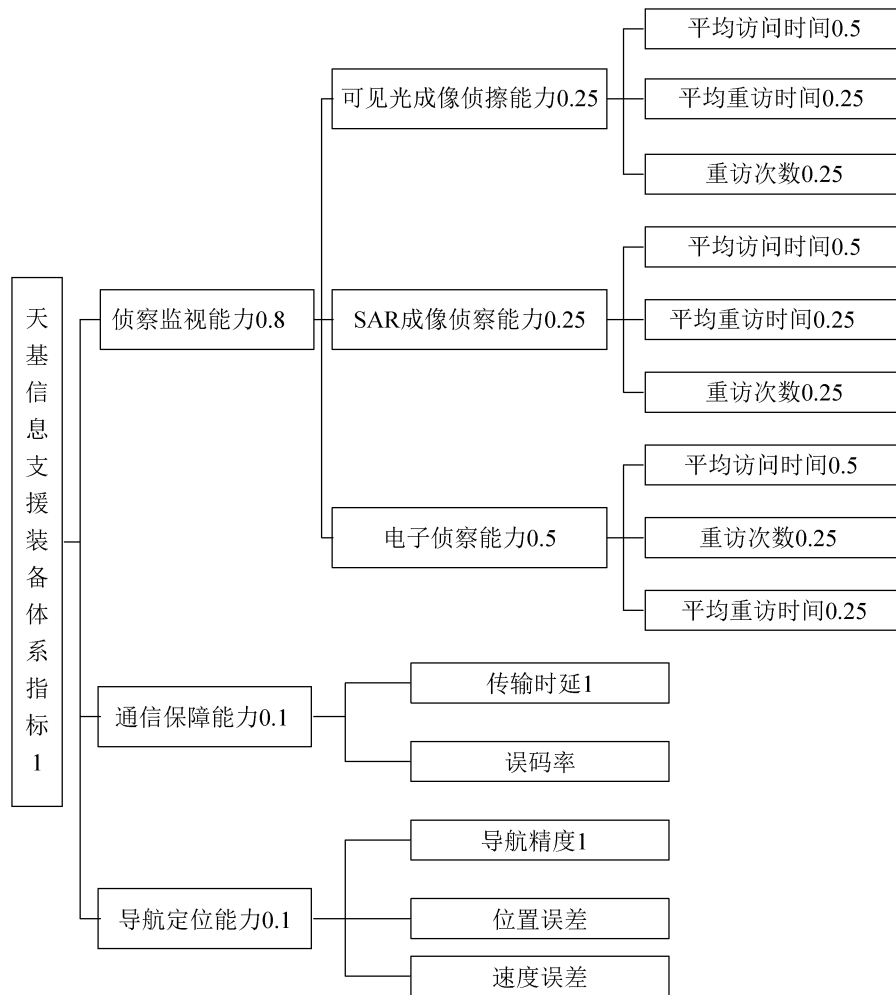 天基信息支援装备体系指标1
侦察监视能力0.8
可见光成像侦擦能力0.25
平均访问时间0.5
平均重访时间0.25
重访次数0.25
SAR成像侦察能力0.25
平均访问时间0.5
平均重访时间0.25
重访次数0.25
电子侦察能力0.5
平均访问时间0.5
重访次数0.25
平均重访时间0.25
通信保障能力0.1
传输时延1
误码率
导航定位能力0.1
导航精度1
位置误差
速度误差